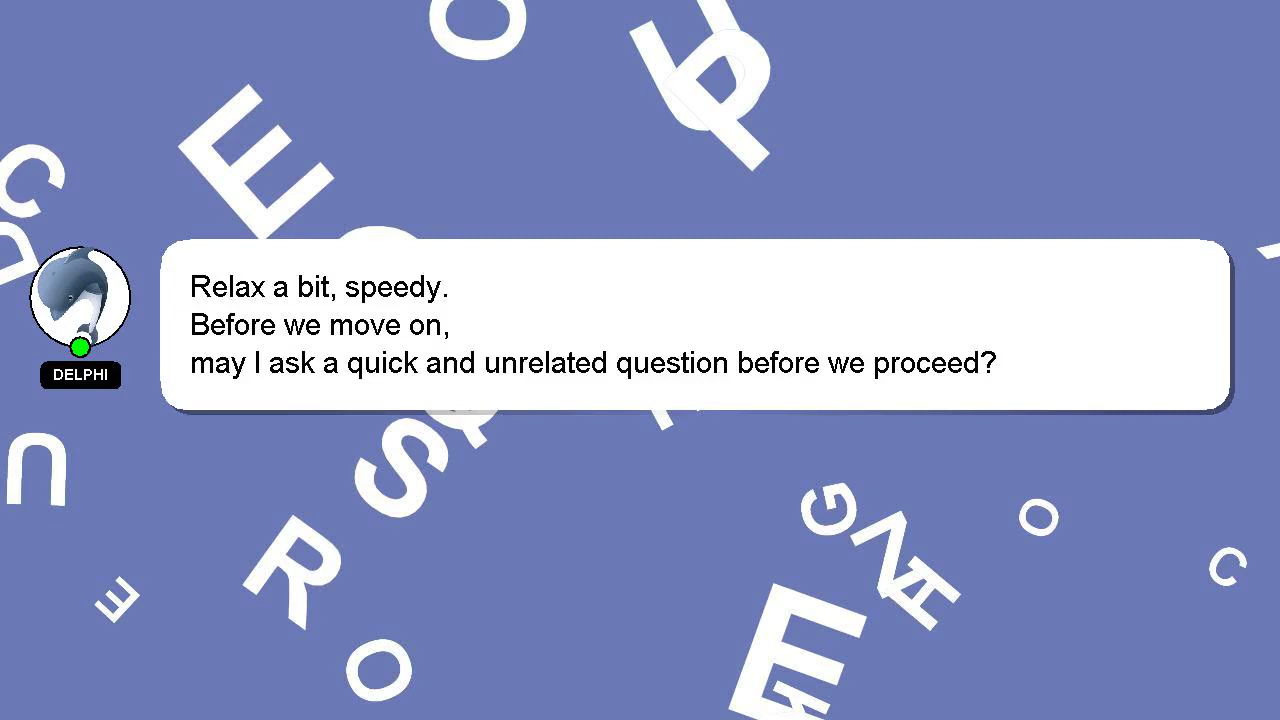 Relax a bit, speedy.
Before we move on,
may I ask a quick and unrelated question before we proceed?
DELPHI